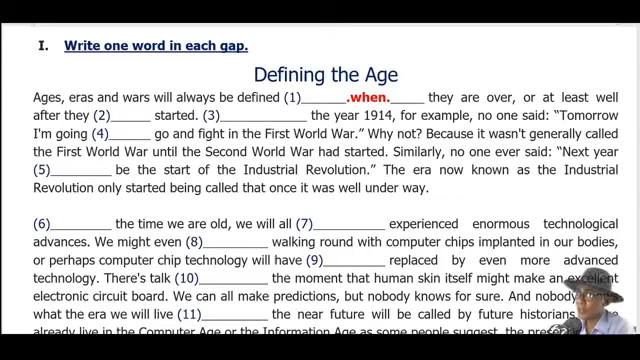 I. Write one word in each gap.
Defining the Age
Ages, eras and wars will always be defined (1)_______.when._____ they are over, or at least well
after they (2)______ started. (3)________________ the year 1914, for example, no one said: "Tomorrow
I'm going (4)______ go and fight in the First World War." Why not? Because it wasn't generally called
the First World War until the Second World War had started. Similarly, no one ever said: "Next year
(5)__________ be the start of the Industrial Revolution." The era now known as the Industrial
Revolution only started being called that once it was well under way.
(6)__________ the time we are old, we will all (7)___________ experienced enormous technological
advances. We might even (8)__________ walking round with computer chips implanted in our bodies,
or perhaps computer chip technology will have (9)__________ replaced by even more advanced
technology. There's talk (10)_________ the moment that human skin itself might make an excellent
electronic circuit board. We can all make predictions, but nobody knows for sure. And nobody
what the era we will live (11)__________ the near future will be called by future historians.
already live in the Computer Age or the Information Age as some people suggest, the